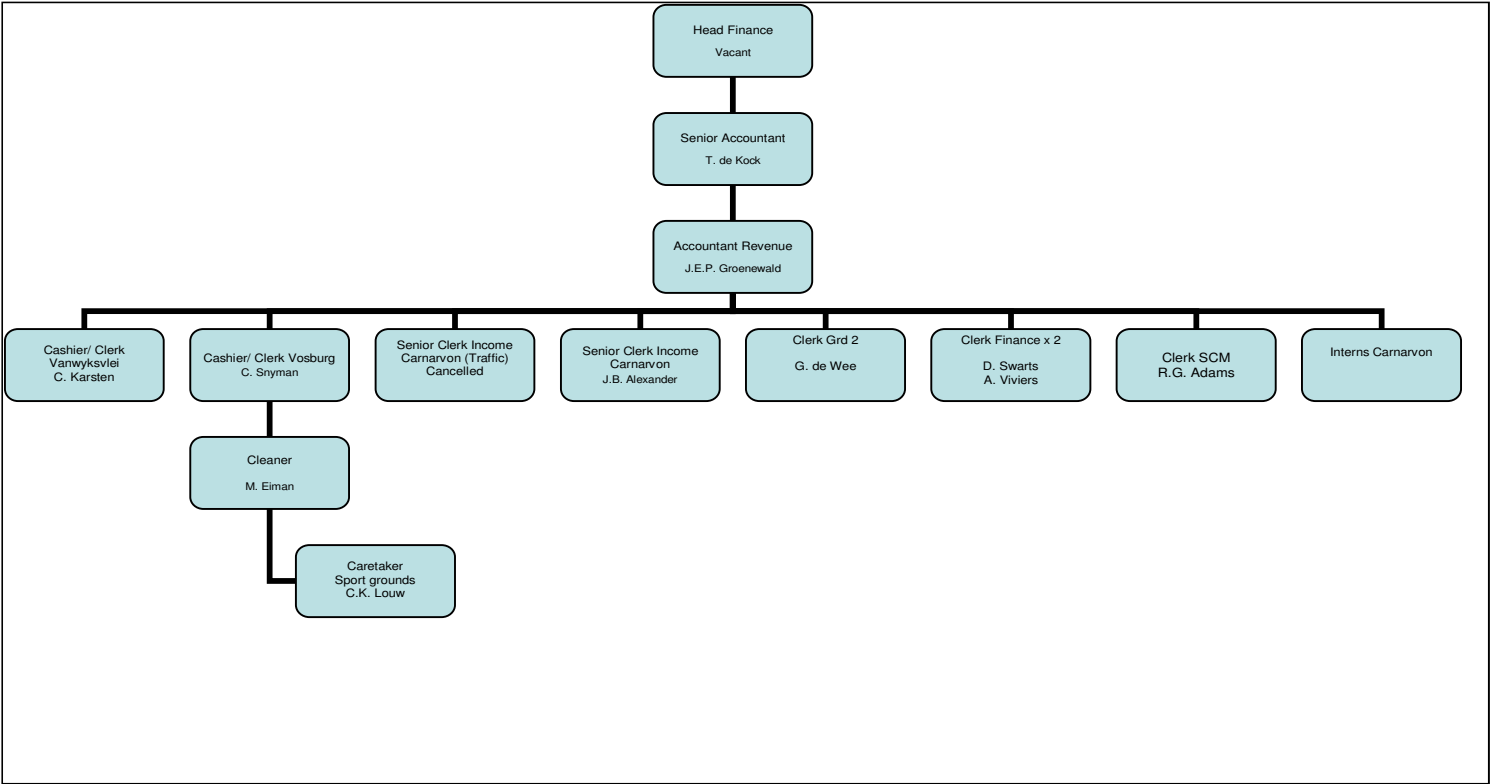 Head Finance
Vacant
Senior Accountant
T. de Kock
Accountant Revenue
J.E.P. Groenewald
Cashier/ Clerk
Vanwyksvlei
C. Karsten
Cashier/ Clerk Vosburg
C. Snyman
Senior Clerk Income
Carnarvon (Traffic)
Cancelled
Senior Clerk Income
Carnarvon
J.B. Alexander
Clerk Grd 2
G. de Wee
Clerk Finance x 2
D. Swarts
A. Viviers
Clerk SCM
R.G. Adams
Interns Carnarvon
Cleaner
M. Eiman
Caretaker
Sport grounds
C.K. Louw